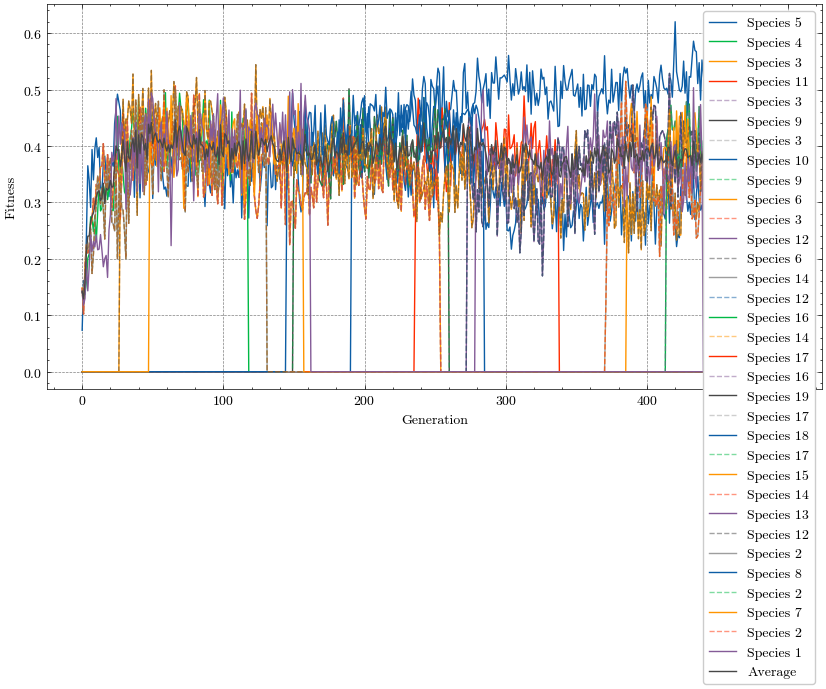 0.6
0.5
0.4
0.3
0.2
0.1
0.0
Fitness
0
100
200
300
400
Generation
Species 5
Species 4
Species 3
Species 11
Species 3
Species 9
Species 3
Species 10
Species 9
Species 6
Species 3
Species 12
Species 6
Species 14
Species 12
Species 16
Species 14
Species 17
Species 16
Species 19
Species 17
Species 18
Species 17
Species 15
Species 14
Species 13
Species 12
Species 2
Species 8
Species 2
Species 7
Species 2
Species 1
Average